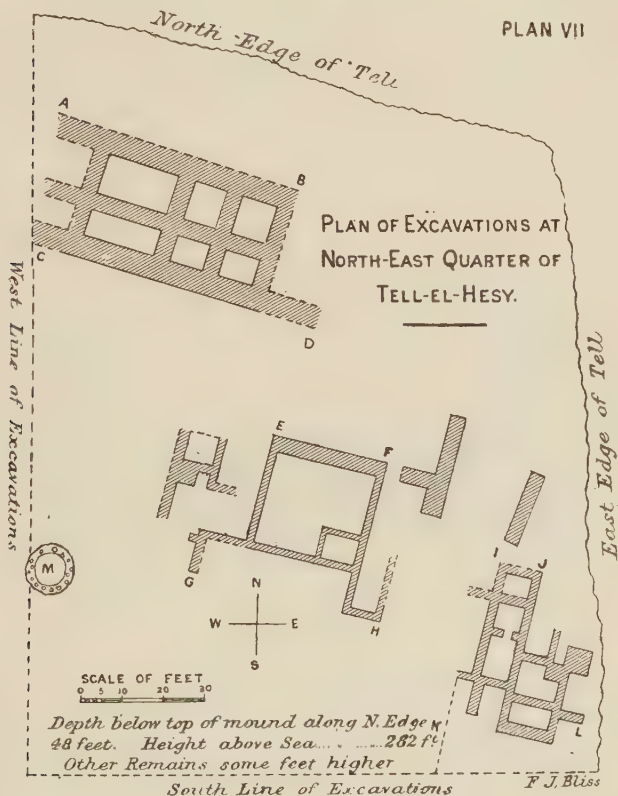 PLAN VII
North Edge of Tell
A
B
PLAN OF EXCAVATIONS AT
NORTH-EAST QUARTER OF
TELL-EL-HESY.
C
D
West Line of Excavations
East Edge of Tell
E
F
I
J
M
G
N
W E
S
H
SCALE OF FEET
0 5 10 20 30
K
L
Depth below top of mound along N. Edge
48 feet. Height above Sea........262 ft.
Other Remains some feet higher
South Line of Excavations
F. J. Bliss